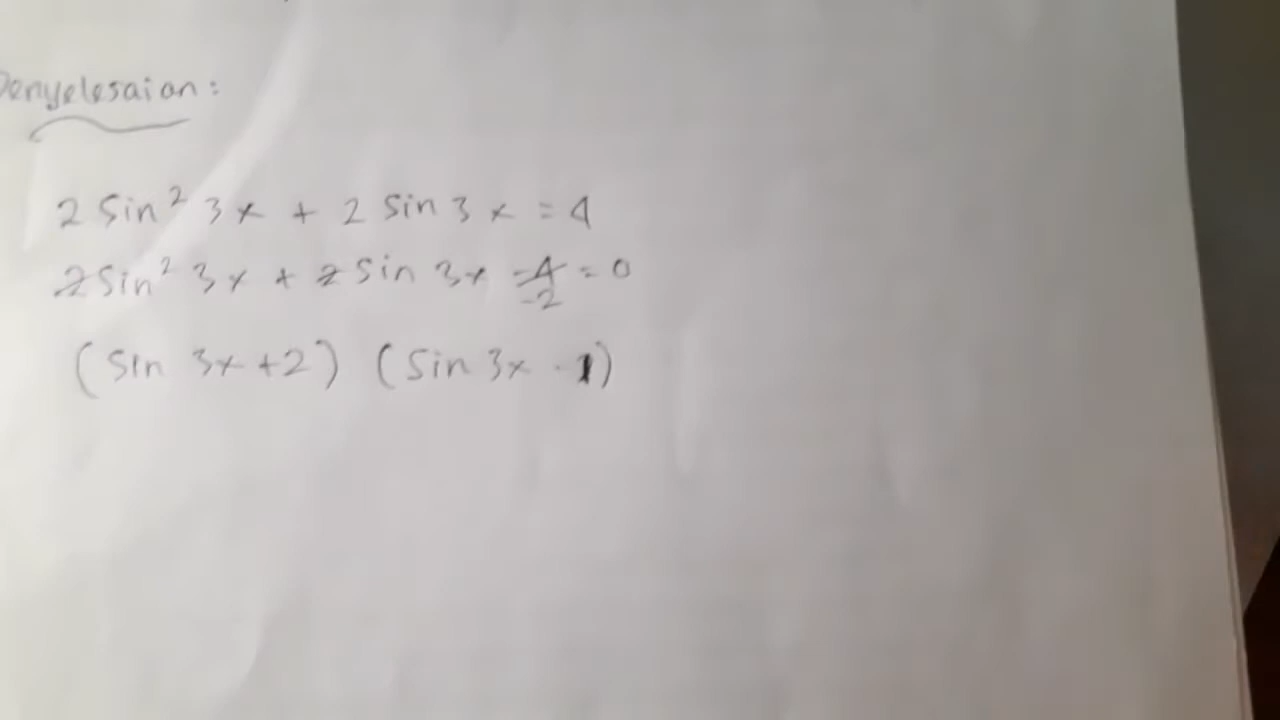 Penyelesaian:
2 Sin² 3x + 2 sin 3x = 4
2 Sin² 3x + 2 sin 3x - 4 = 0
-2
(Sin 3x + 2) (Sin 3x - 1)